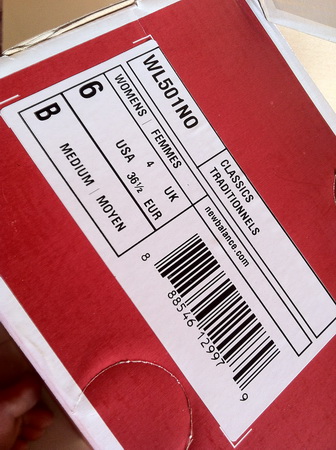 WL501NO
CLASSICS
TRADITIONNELS
WOMENS | FEMMES
newbalance.com
6
USA
4 UK
36½ EUR
B
MEDIUM | MOYEN
8 88546 12997 9